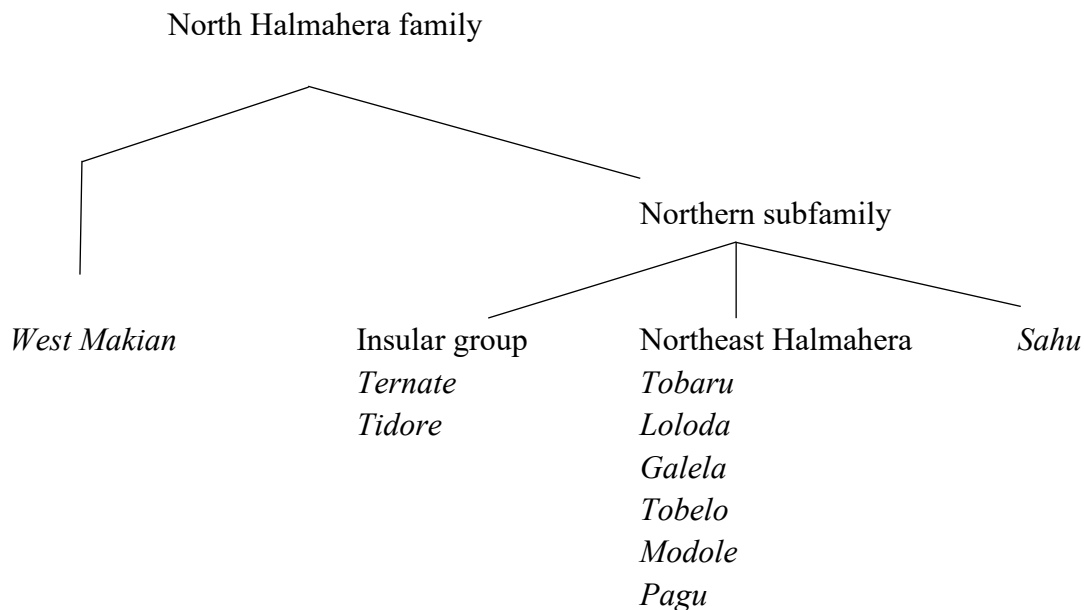 North Halmahera family
Northern subfamily
West Makian Insular group Northeast Halmahera Sahu
Ternate Tobaru
Tidore Loloda
Galela
Tobelo
Modole
Pagu